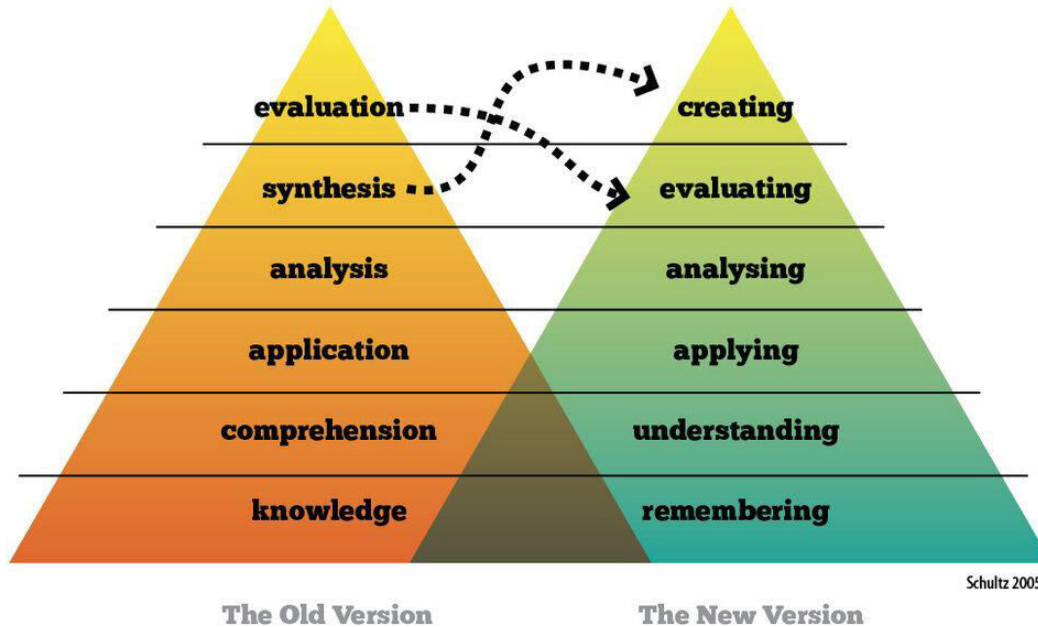 evaluation creating
synthesis evaluating
analysis analysing
application applying
comprehension understanding
knowledge remembering
Schultz 2005
The Old Version The New Version